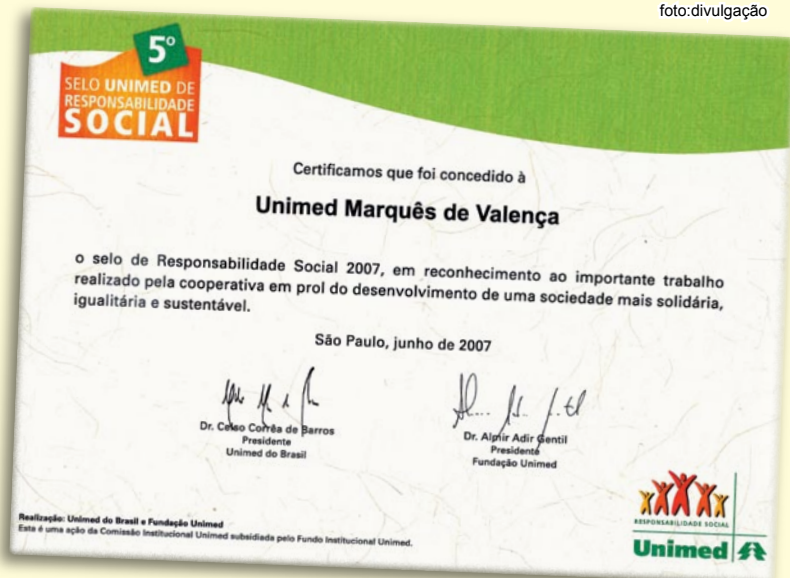 foto:divulgação
5º
SELO UNIMED DE
RESPONSABILIDADE
SOCIAL
Certificamos que foi concedido à
Unimed Marquês de Valença
o selo de Responsabilidade Social 2007, em reconhecimento ao importante trabalho
realizado pela cooperativa em prol do desenvolvimento de uma sociedade mais solidária,
igualitária e sustentável.
São Paulo, junho de 2007
Dr. Celso Corrêa de Barros
Presidente
Unimed do Brasil
Dr. Almir Adir Gentil
Presidente
Fundação Unimed
Realização: Unimed do Brasil e Fundação Unimed
Esta é uma ação da Comissão Institucional Unimed subsidiada pelo Fundo Institucional Unimed.
RESPONSABILIDADE SOCIAL
Unimed